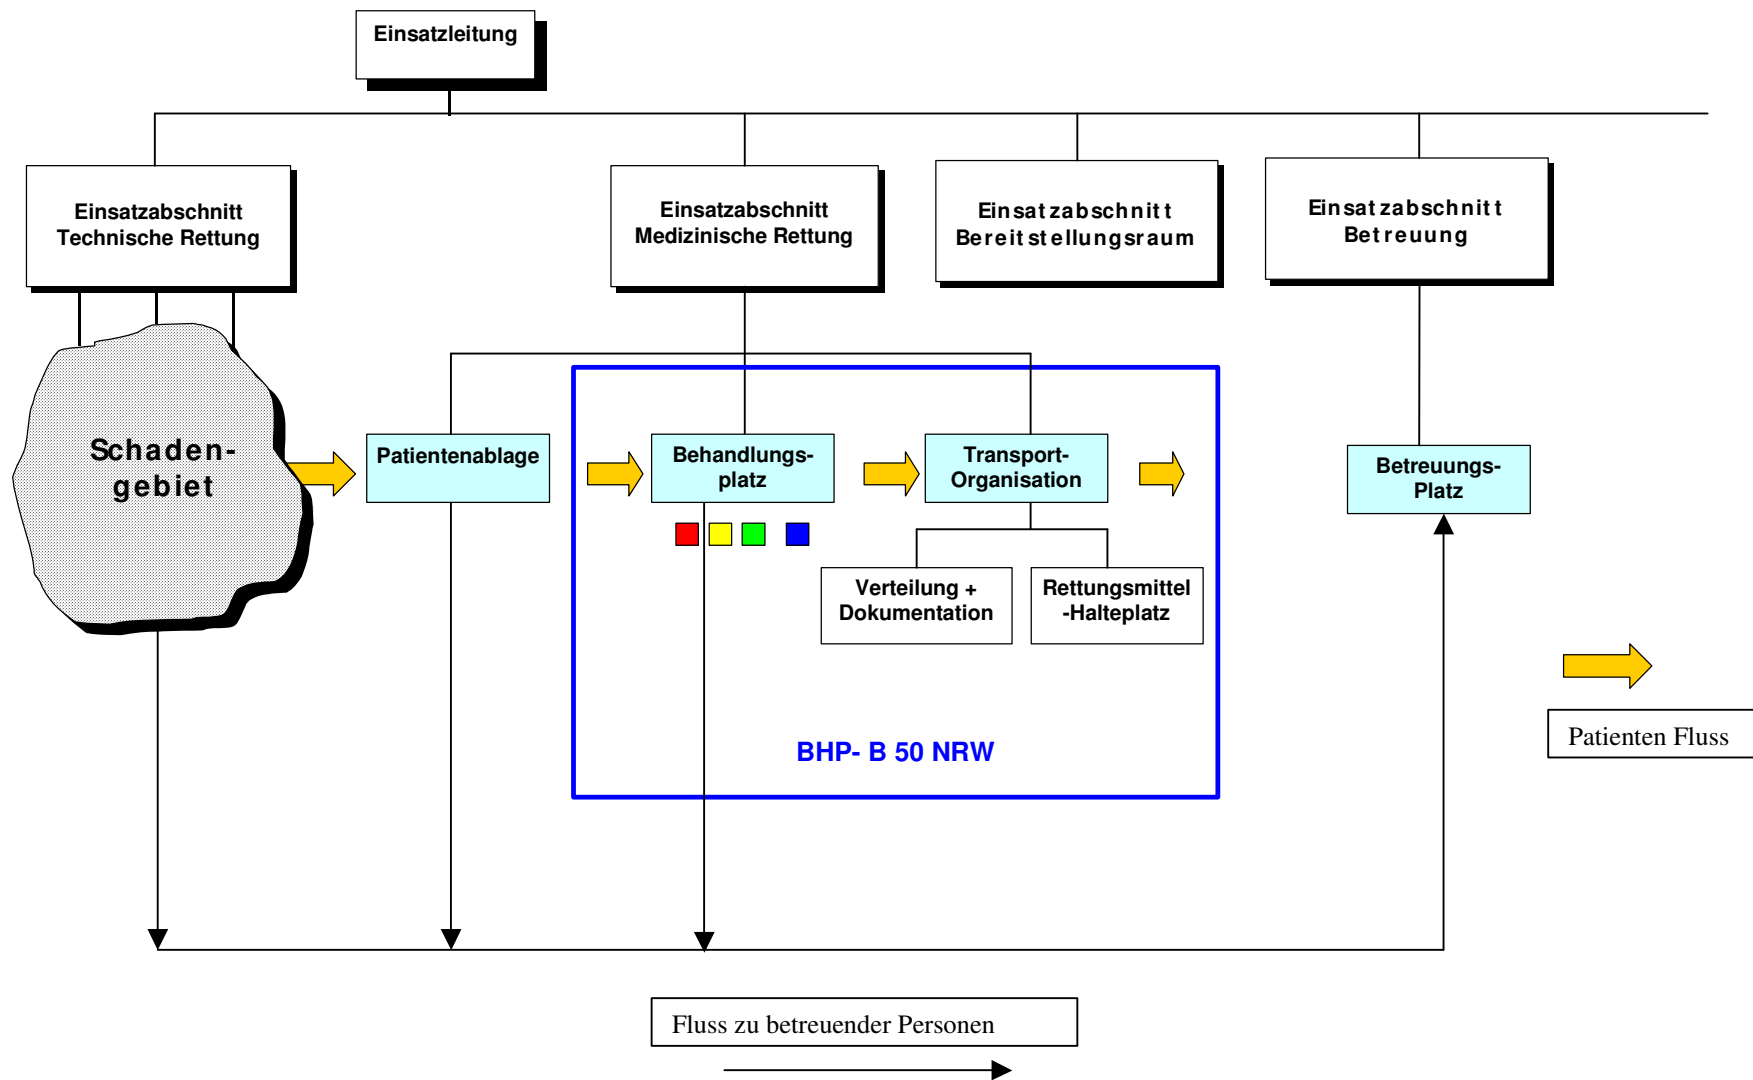 Einsatzleitung
Einsatzabschnitt
Technische Rettung
Einsatzabschnitt
Medizinische Rettung
Einsatzabschnitt
Bereitstellungsraum
Einsatzabschnitt
Betreuung
Schaden-
gebiet
Patientenablage
Behandlungs-
platz
Transport-
Organisation
Betreuungs-
Platz
Verteilung +
Dokumentation
Rettungsmittel
-Halteplatz
BHP- B 50 NRW
Patienten Fluss
Fluss zu betreuender Personen